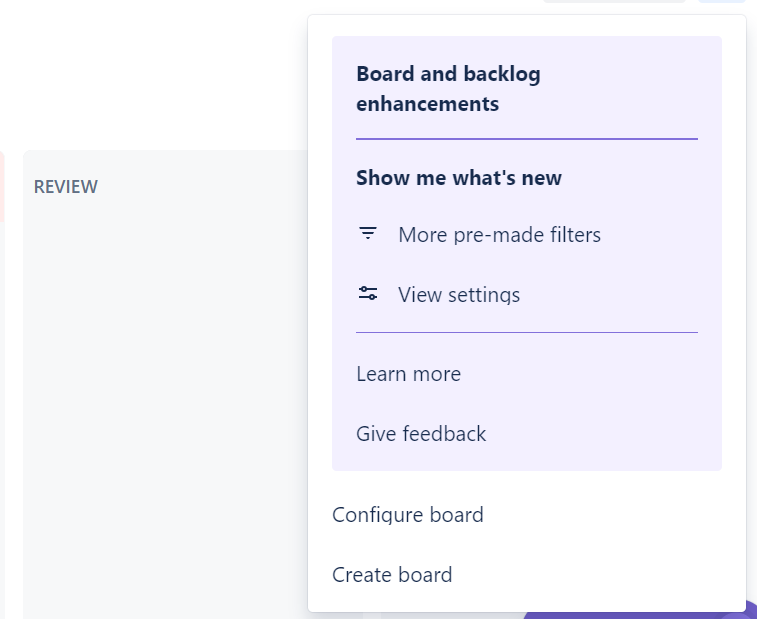 REVIEW
Board and backlog
enhancements
Show me what's new
More pre-made filters
View settings
Learn more
Give feedback
Configure board
Create board